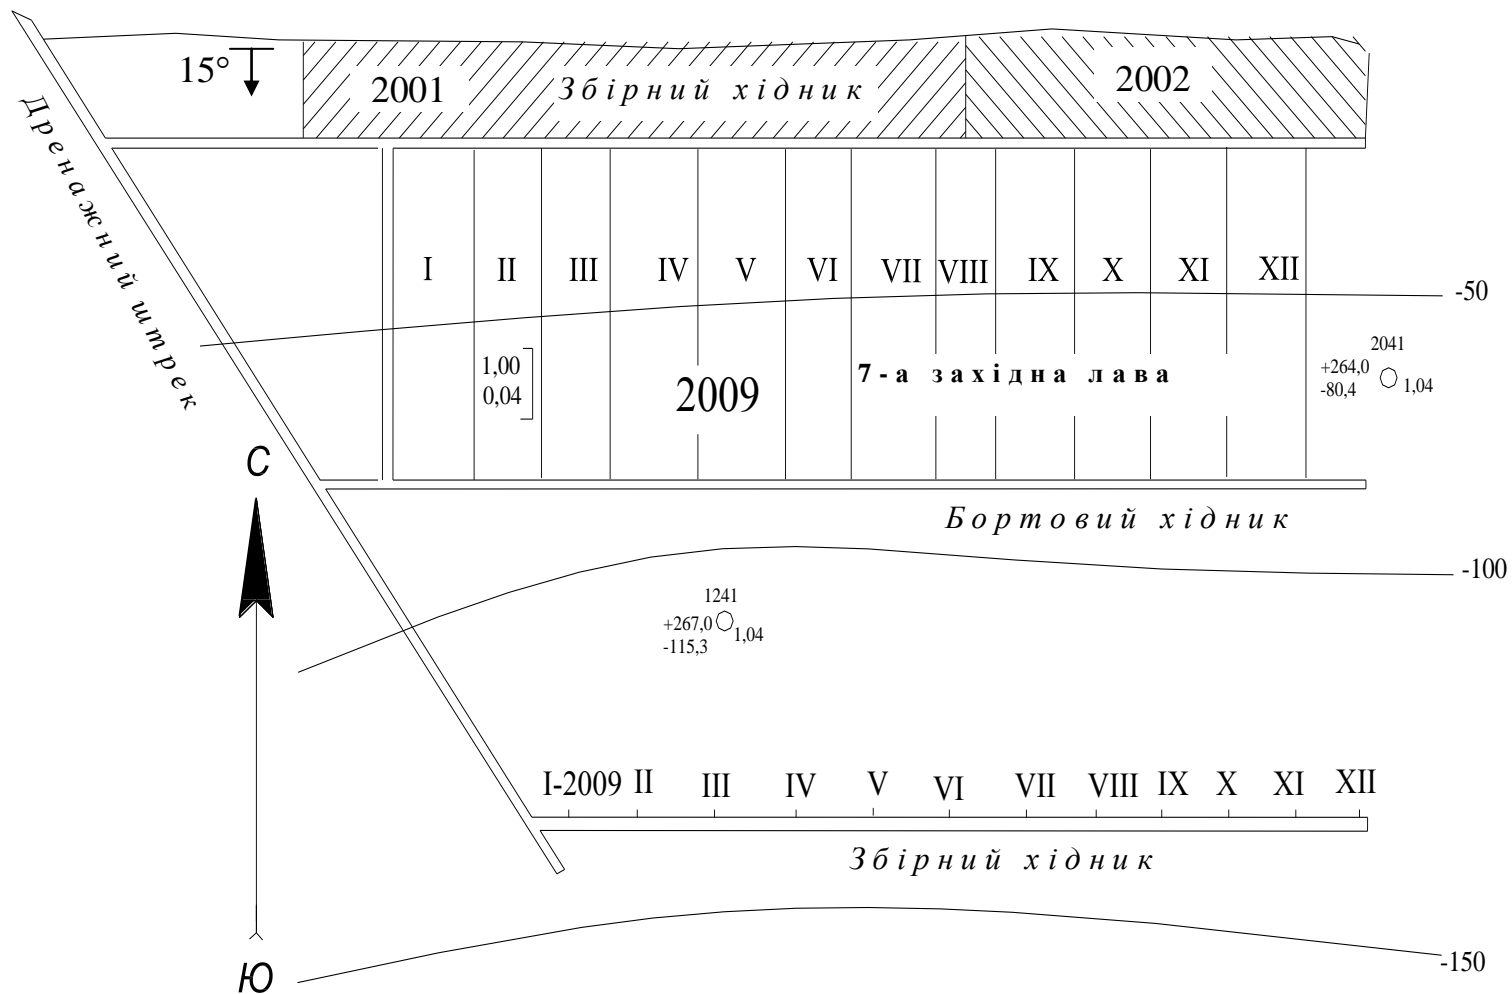 15°
2001
Збірний хідник
2002
Дренажний штрек
I II III IV V VI VII VIII IX X XI XII
-50
1,00
0,04
2009
7-а західна лава
2041
+264,0
-80,4
1,04
С
Бортовий хідник
-100
1241
+267,0
-115,3
1,04
I-2009 II III IV V VI VII VIII IX X XI XII
Збірний хідник
-150
Ю